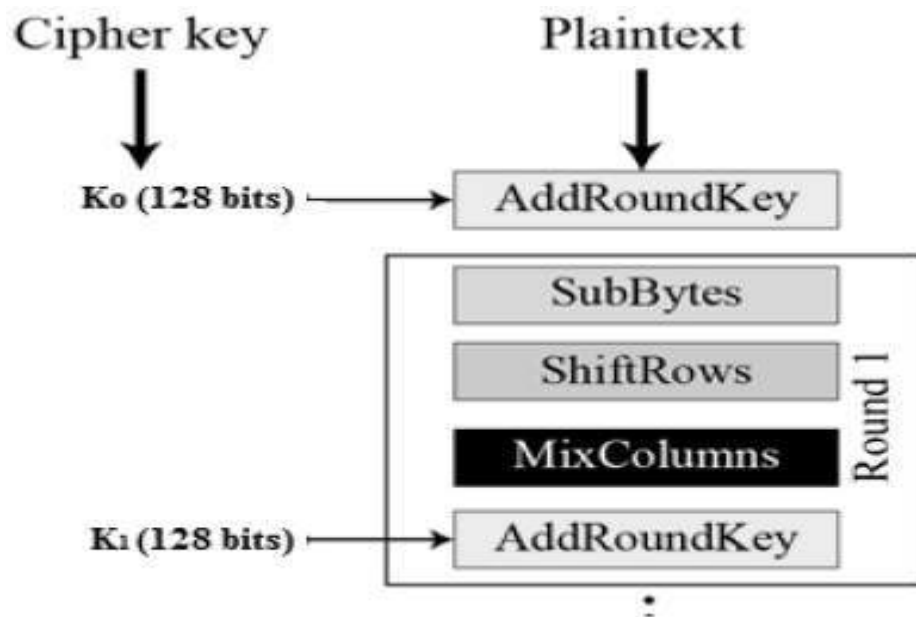 Cipher key
Plaintext
K0 (128 bits)
AddRoundKey
SubBytes
ShiftRows
MixColumns
Round 1
K1 (128 bits)
AddRoundKey